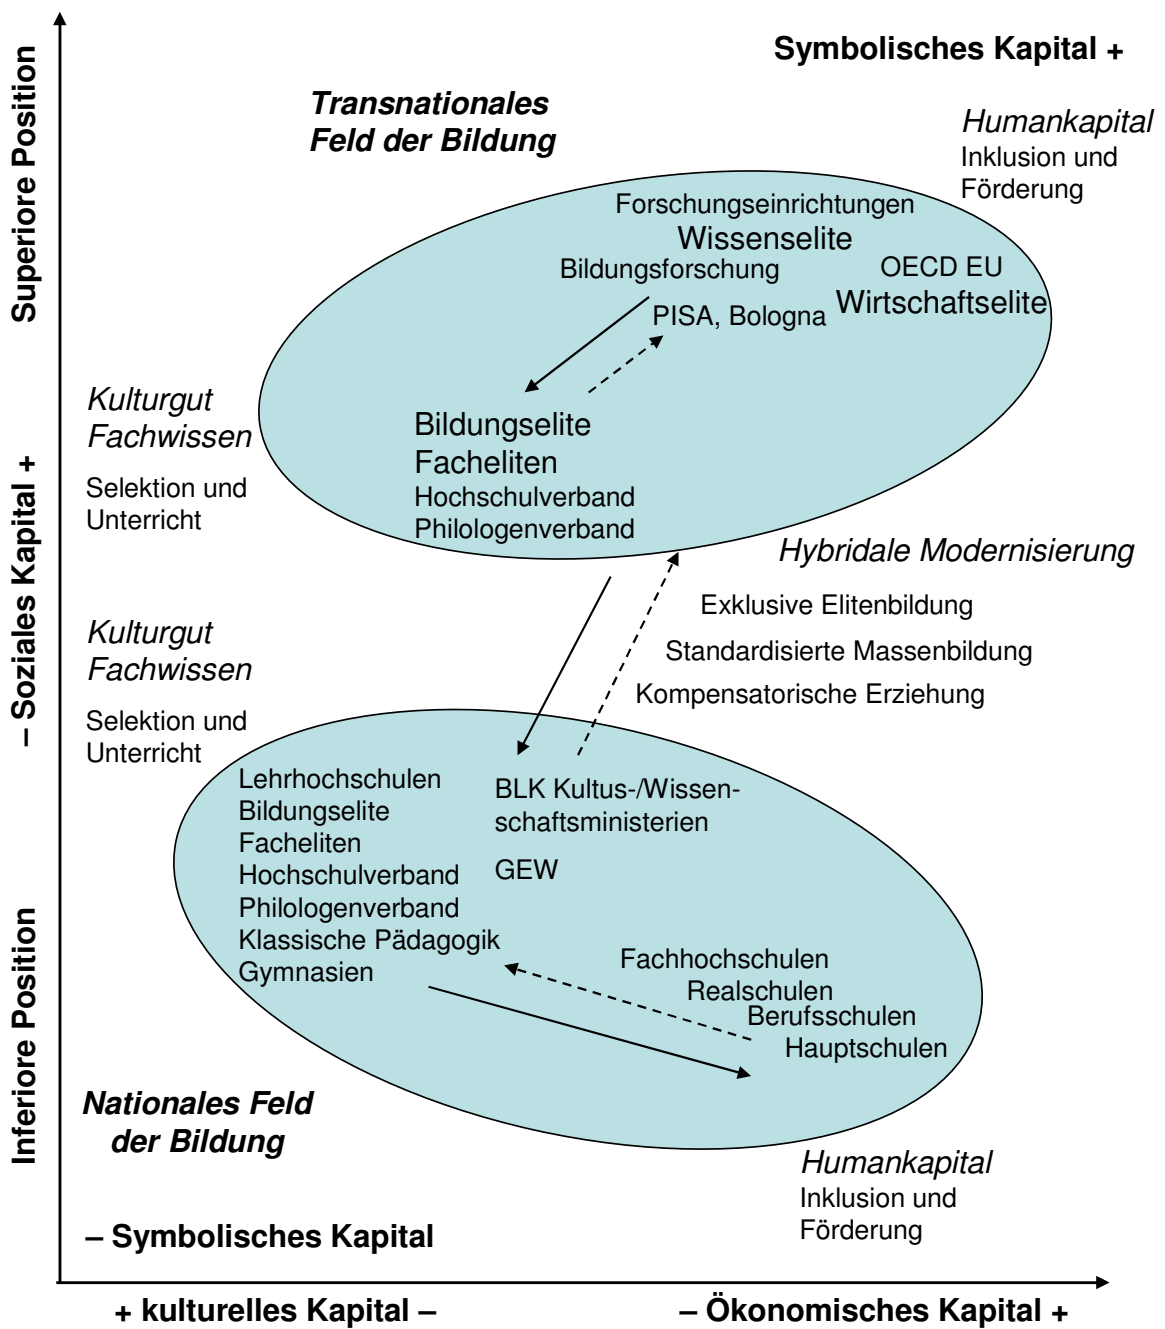 Symbolisches Kapital +
Transnationales
Feld der Bildung
Humankapital
Inklusion und
Förderung
Superiore Position
Forschungseinrichtungen
Wissenselite
Bildungsforschung
OECD EU
Wirtschaftselite
PISA, Bologna
Kulturgut
Fachwissen
Selektion und
Unterricht
Bildungselite
Facheliten
Hochschulverband
Philologenverband
– Soziales Kapital +
Hybridale Modernisierung
Exklusive Elitenbildung
Standardisierte Massenbildung
Kompensatorische Erziehung
Kulturgut
Fachwissen
Selektion und
Unterricht
Lehrhochschulen
Bildungselite
Facheliten
Hochschulverband
Philologenverband
Klassische Pädagogik
Gymnasien
BLK Kultus-/Wissen-
schaftsministerien
GEW
Fachhochschulen
Realschulen
Berufsschulen
Hauptschulen
Inferiore Position
Nationales Feld
der Bildung
Humankapital
Inklusion und
Förderung
– Symbolisches Kapital
+ kulturelles Kapital –
– Ökonomisches Kapital +